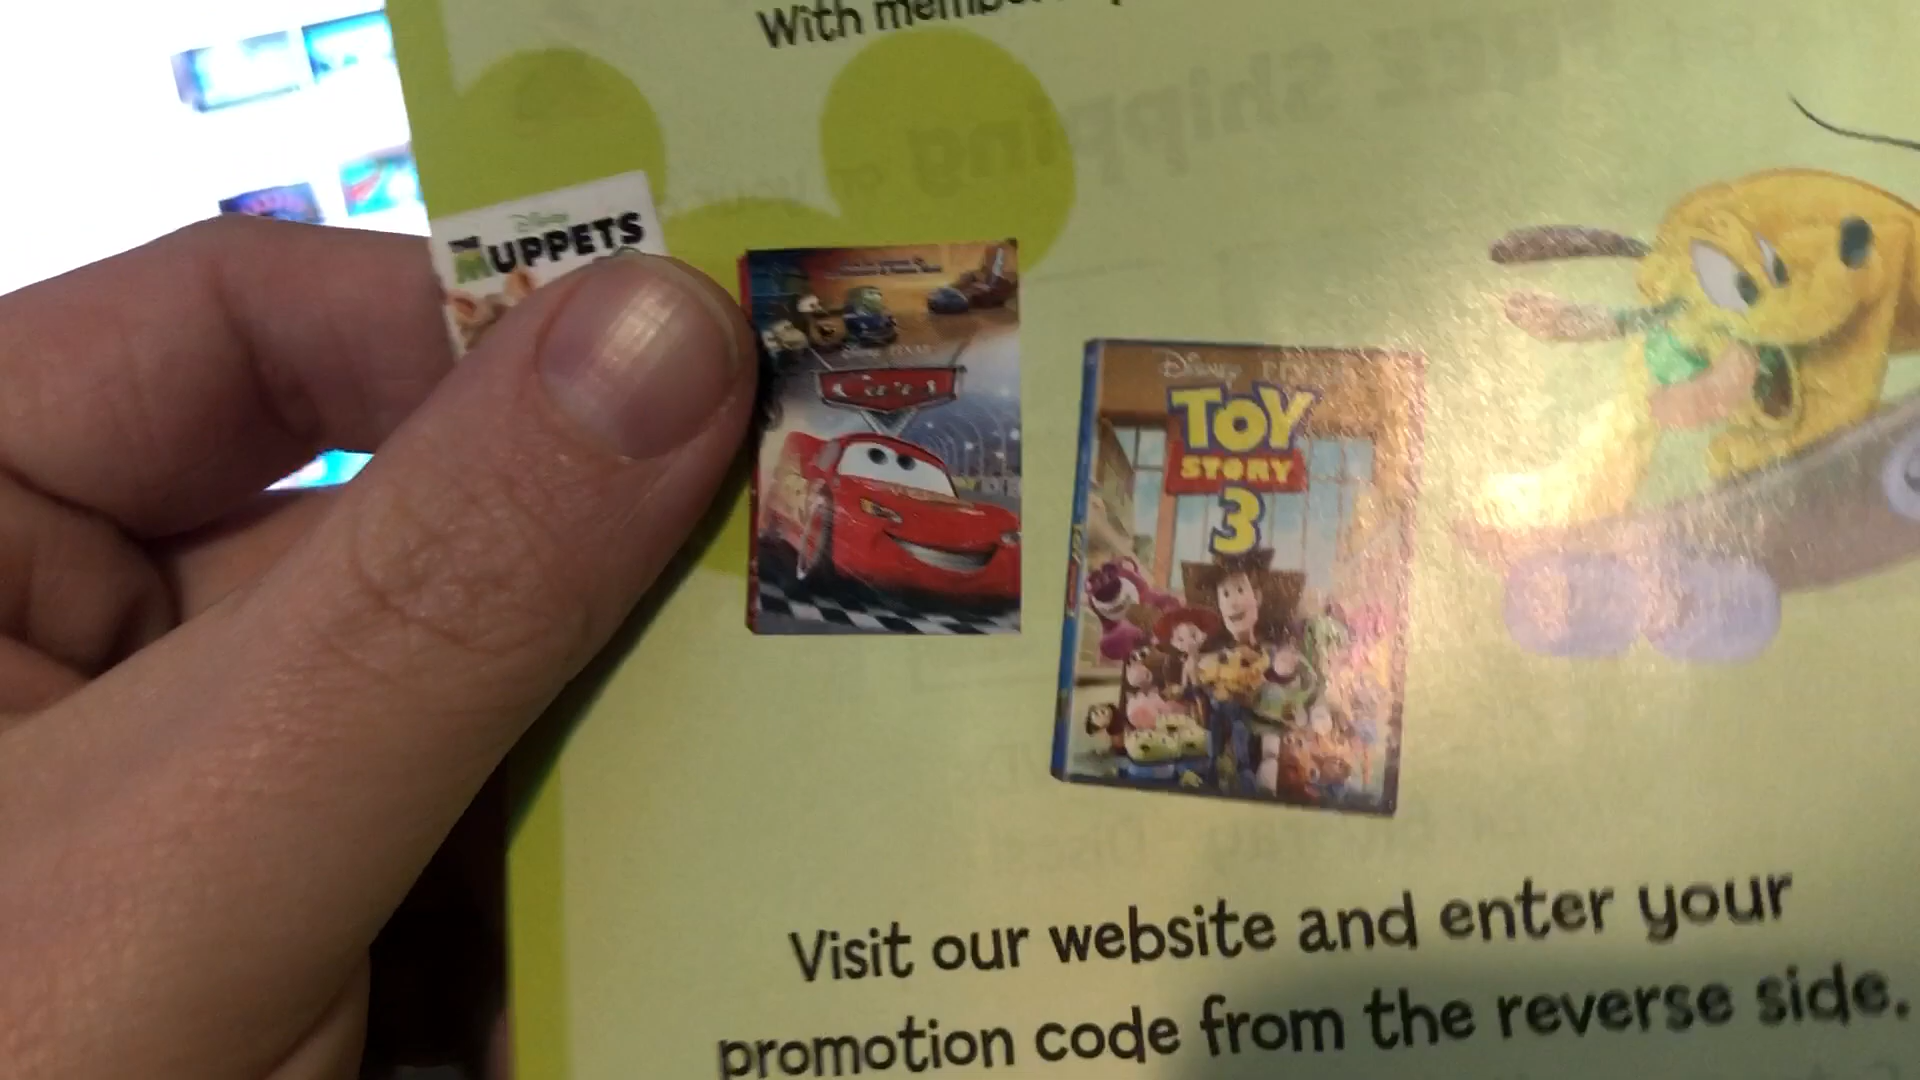 With
Disney
THE
MUPPETS
Cars
Disney PIXAR
TOY
STORY
3
Visit our website and enter your
promotion code from the reverse side.